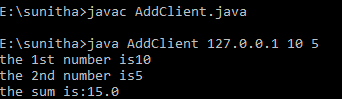 E:\sunitha>javac AddClient.java
E:\sunitha>java AddClient 127.0.0.1 10 5
the 1st number is10
the 2nd number is5
the sum is:15.0